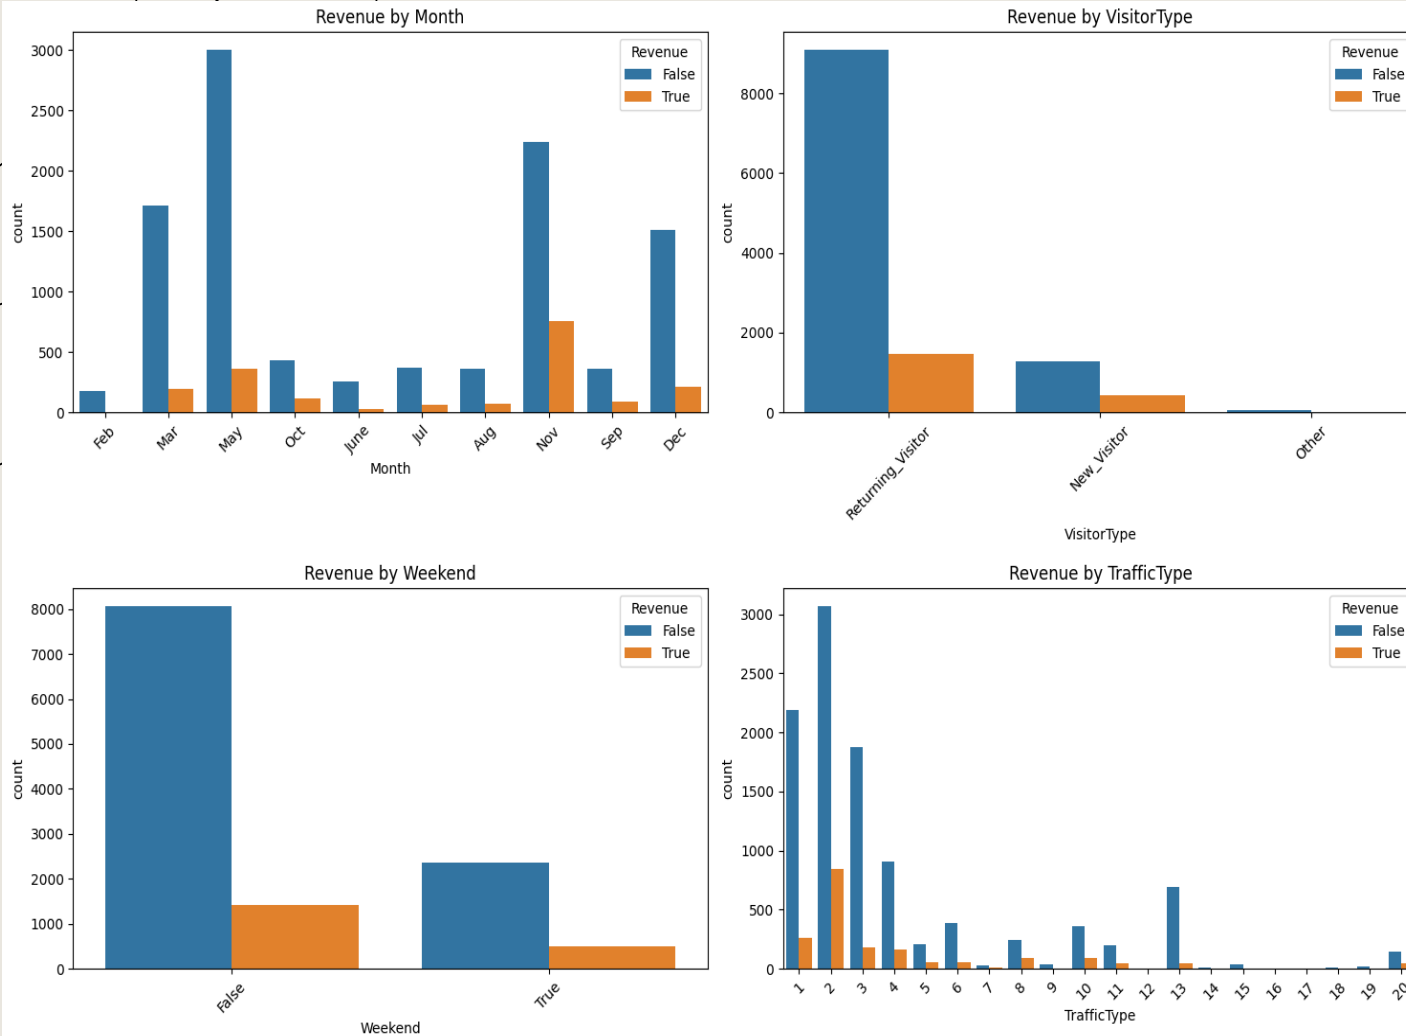 Revenue by Month
Revenue
False
True
3000
2500
2000
1500
1000
500
0
count
Feb
Mar
May
Oct
June
Jul
Aug
Nov
Sep
Dec
Month
Revenue by VisitorType
Revenue
False
True
8000
6000
4000
2000
0
count
Returning_Visitor
New_Visitor
Other
VisitorType
Revenue by Weekend
Revenue
False
True
8000
7000
6000
5000
4000
3000
2000
1000
0
count
False
True
Weekend
Revenue by TrafficType
Revenue
False
True
3000
2500
2000
1500
1000
500
0
count
1
2
3
4
5
6
7
8
9
10
11
12
13
14
15
16
17
18
19
20
TrafficType